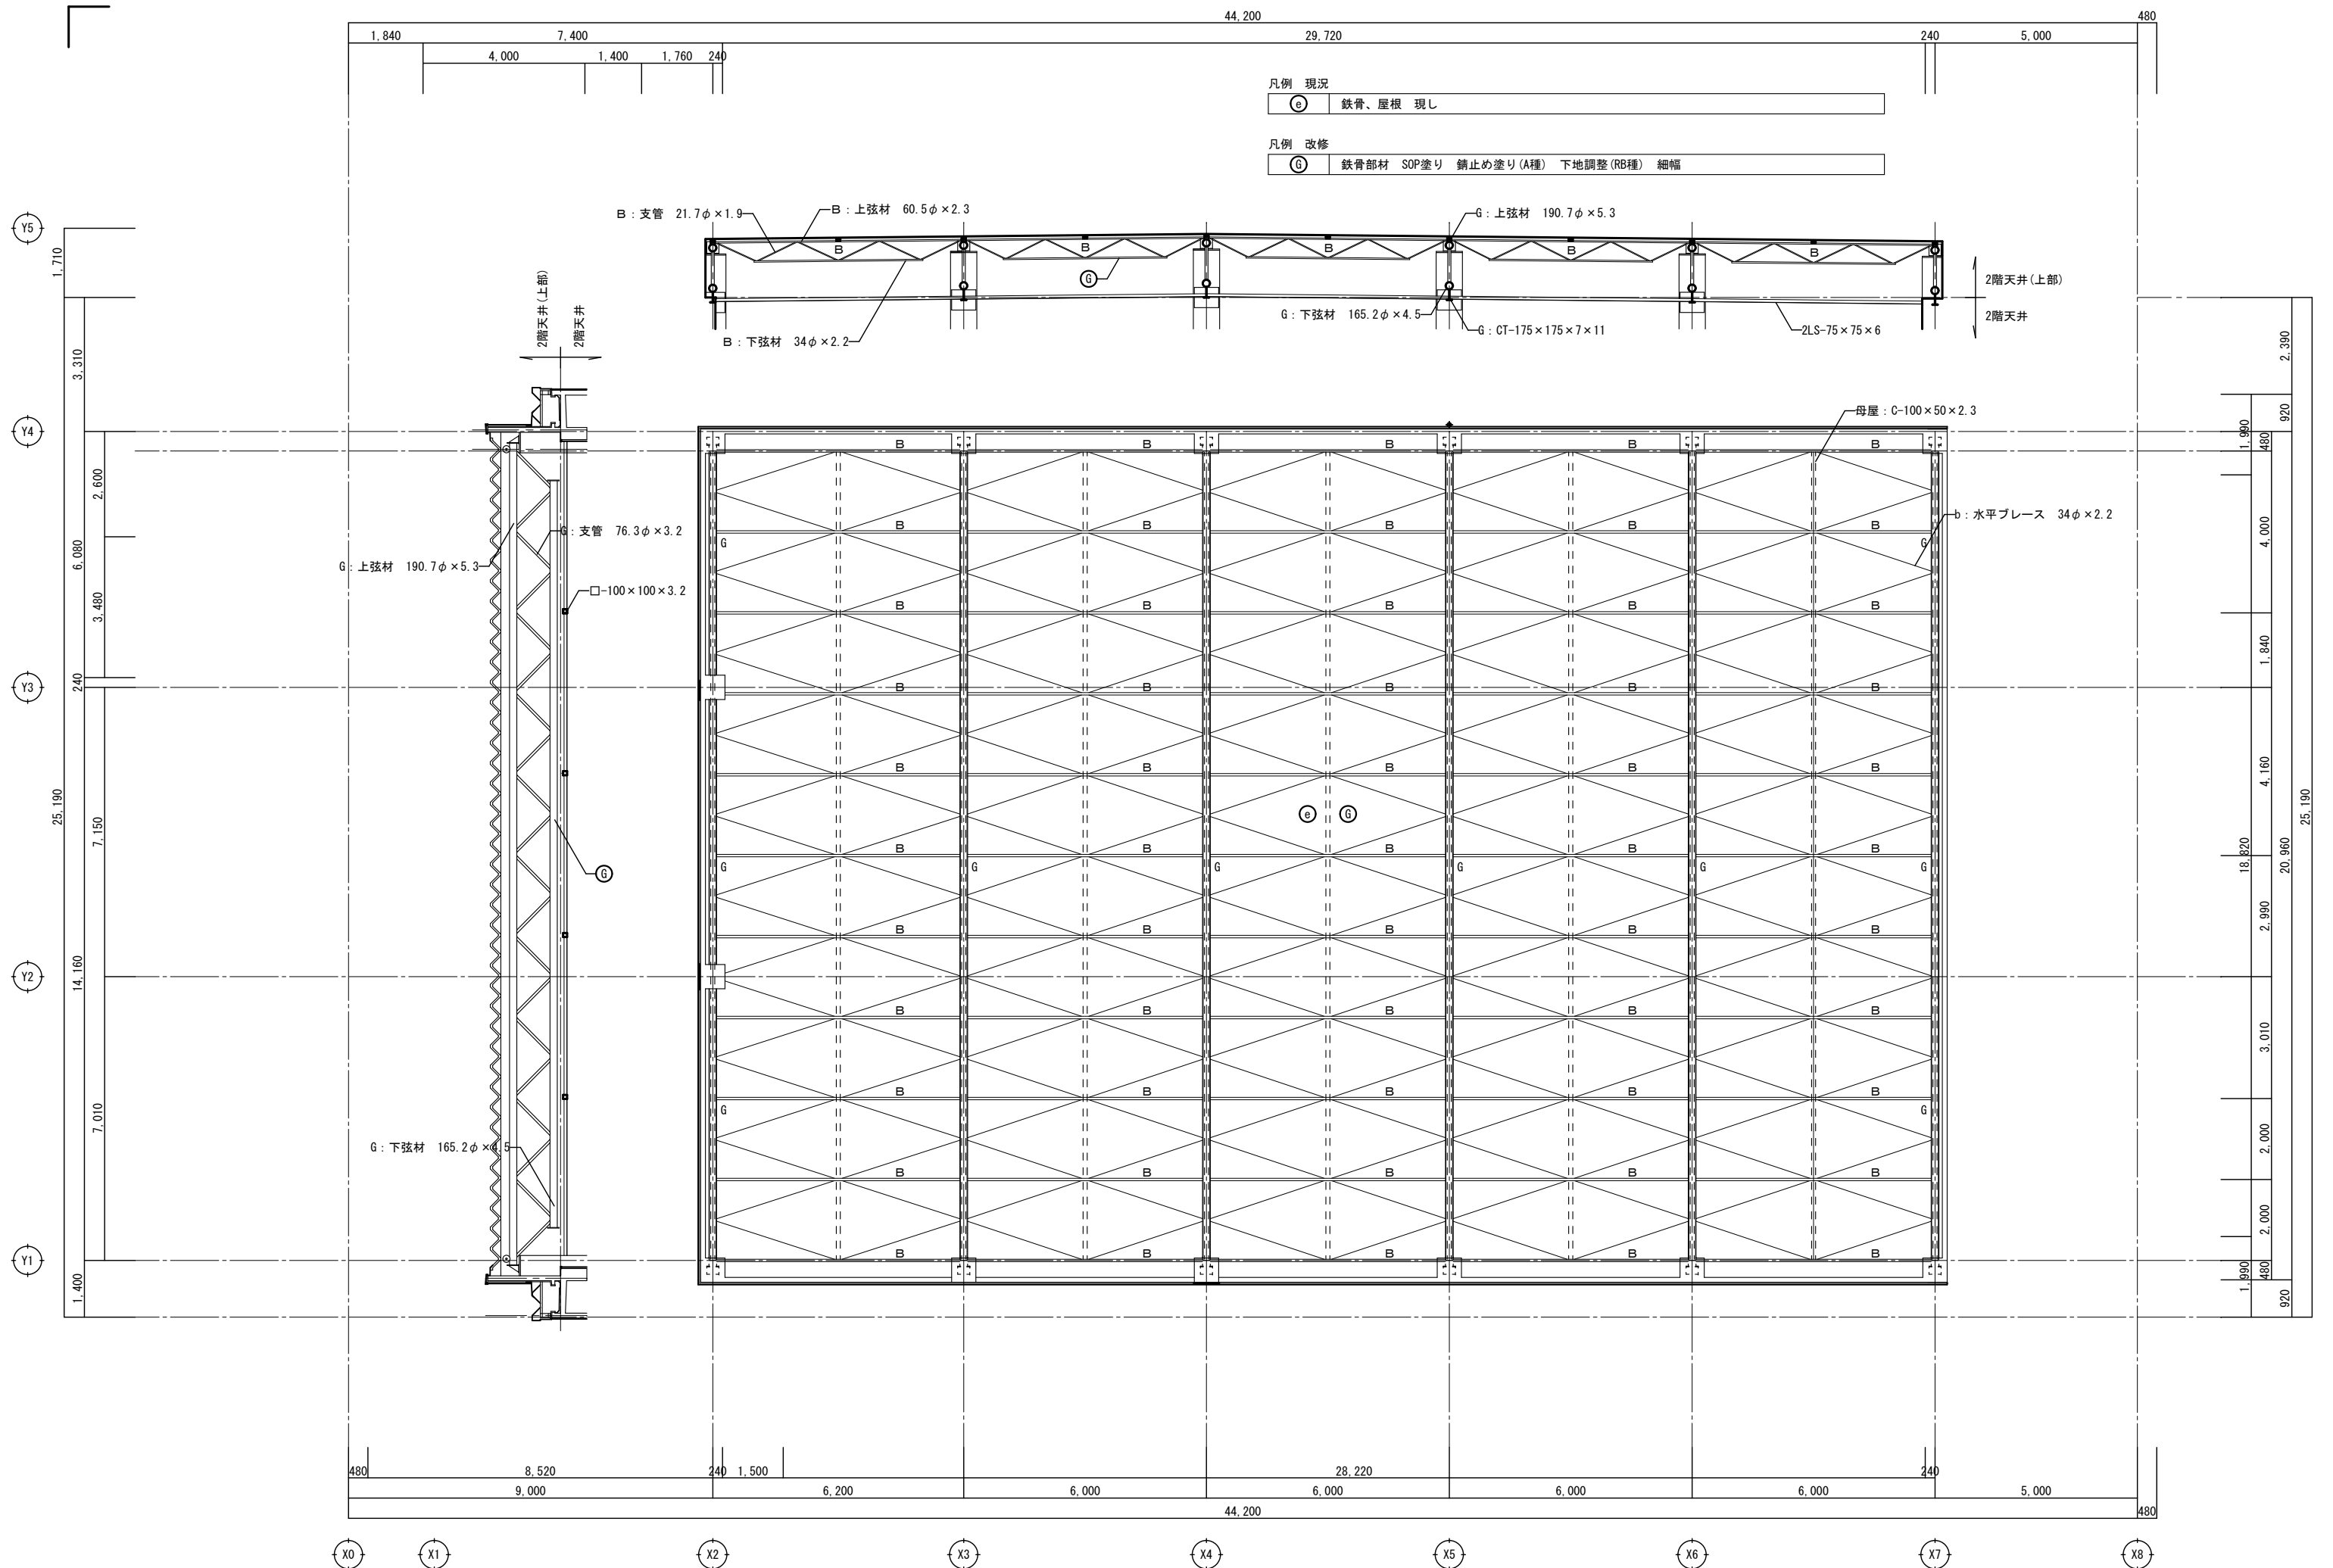 44,200
480
1,840
7,400
29,720
240
5,000
4,000
1,400
1,760
240
凡例 現況
e 鉄骨、屋根 現し
凡例 改修
G 鉄骨部材 SOP塗り 錆止め塗り(A種) 下地調整(RB種) 細幅
B：支管 21.7φ×1.9
B：上弦材 60.5φ×2.3
G：上弦材 190.7φ×5.3
B B B B B
G
2階天井(上部)
2階天井
G：下弦材 165.2φ×4.5
G：CT-175×175×7×11
2LS-75×75×6
B：下弦材 34φ×2.2
2階天井(上部)
2階天井
母屋：C-100×50×2.3
b：水平ブレース 34φ×2.2
G：支管 76.3φ×3.2
G：上弦材 190.7φ×5.3
□-100×100×3.2
G
G：下弦材 165.2φ×4.5
B B B B B
B B B B B
G G
B B B B B
B B B B B
B B B B B
e G
B B B B B
G G G G G G
B B B B B
B B B B B
B B B B B
G G
B B B B B
B B B B B
Y5
Y4
Y3
Y2
Y1
1,710
3,310
25,190
6,080
240
14,160
1,400
2,600
3,480
7,150
7,010
2,390
920
1,990
480
4,000
1,840
4,160
18,820
20,960
25,190
2,990
3,010
2,000
2,000
1,990
480
920
480
8,520
240
1,500
28,220
240
9,000
6,200
6,000
6,000
6,000
6,000
5,000
44,200
480
X0 X1 X2 X3 X4 X5 X6 X7 X8